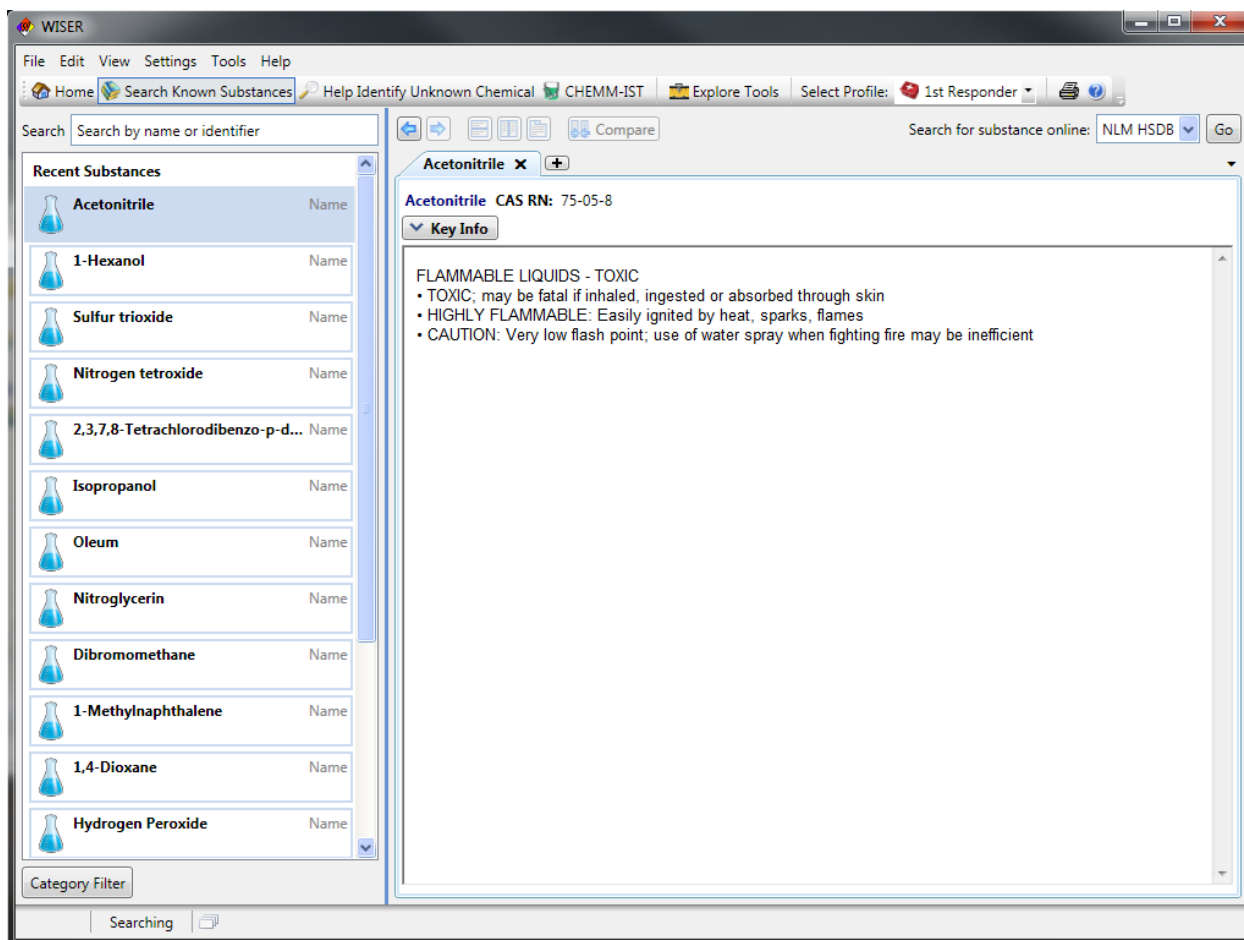 WISER
File Edit View Settings Tools Help
Home Search Known Substances Help Identify Unknown Chemical CHEMM-IST Explore Tools Select Profile: 1st Responder
Search Search by name or identifier
Compare Search for substance online: NLM HSDB Go
Recent Substances
Acetonitrile Name
1-Hexanol Name
Sulfur trioxide Name
Nitrogen tetroxide Name
2,3,7,8-Tetrachlorodibenzo-p-d... Name
Isopropanol Name
Oleum Name
Nitroglycerin Name
Dibromomethane Name
1-Methylnaphthalene Name
1,4-Dioxane Name
Hydrogen Peroxide Name
Category Filter
Acetonitrile
Acetonitrile CAS RN: 75-05-8
Key Info
FLAMMABLE LIQUIDS - TOXIC
• TOXIC; may be fatal if inhaled, ingested or absorbed through skin
• HIGHLY FLAMMABLE: Easily ignited by heat, sparks, flames
• CAUTION: Very low flash point; use of water spray when fighting fire may be inefficient
Searching